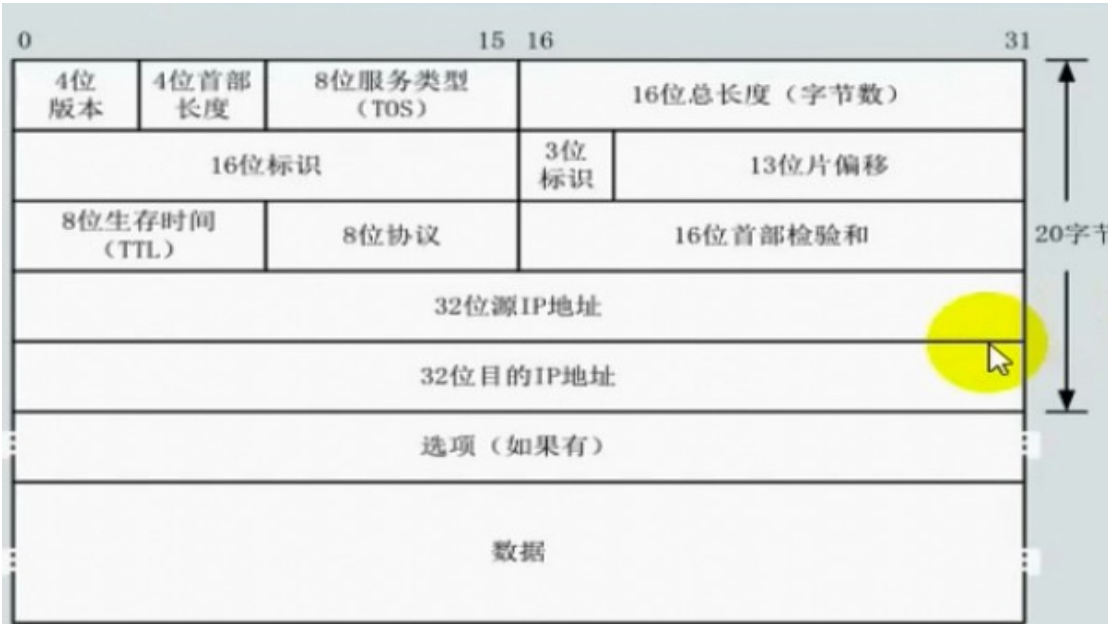 0 15 16 31
4位 版本
4位首部 长度
8位服务类型 (TOS)
16位总长度（字节数）
16位标识
3位 标识
13位片偏移
8位生存时间 (TTL)
8位协议
16位首部检验和
20字节
32位源IP地址
32位目的IP地址
选项（如果有）
数据